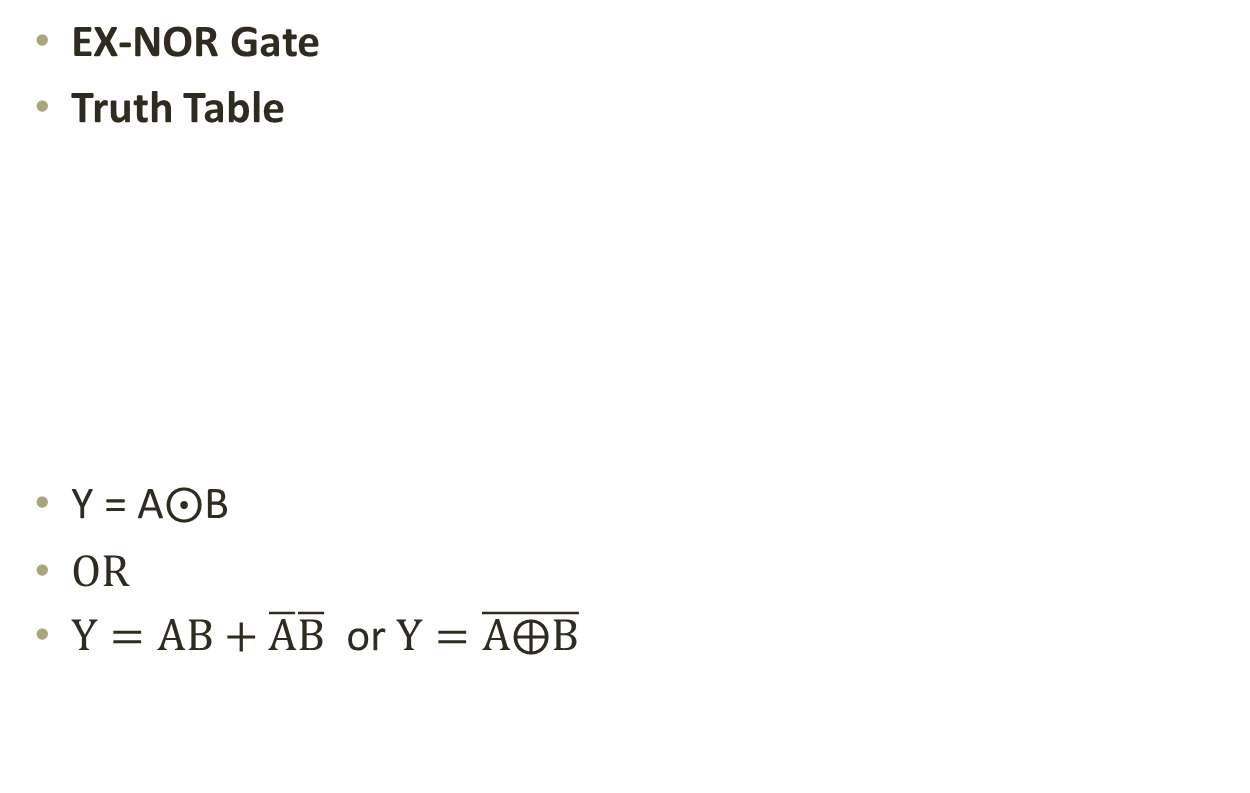 • EX-NOR Gate
• Truth Table
• Y = A⊙B
• OR
• Y = AB + A̅B̅ or Y = A̅⊕̅B̅